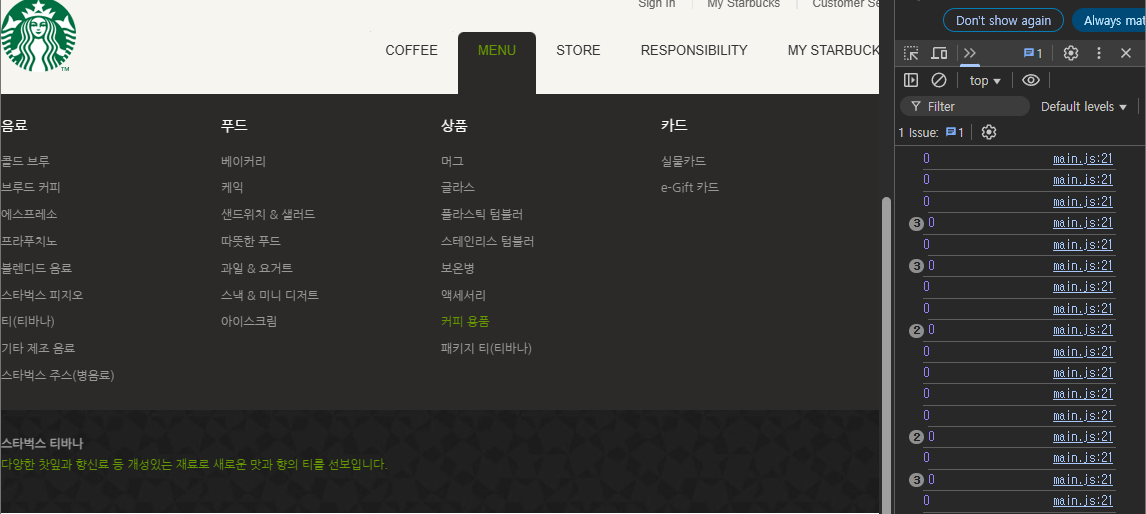 Sign In My Starbucks Customer Se
COFFEE MENU STORE RESPONSIBILITY MY STARBUCK
음료 푸드 상품 카드
콜드 브루 베이커리 머그 실물카드
브루드 커피 케익 글라스 e-Gift 카드
에스프레소 샌드위치 & 샐러드 플라스틱 텀블러
프라푸치노 따뜻한 푸드 스테인리스 텀블러
블렌디드 음료 과일 & 요거트 보온병
스타벅스 피지오 스낵 & 미니 디저트 액세서리
티(티바나) 아이스크림 커피 용품
기타 제조 음료 패키지 티(티바나)
스타벅스 주스(병음료)
스타벅스 티바나
다양한 찻잎과 향신료 등 개성있는 재료로 새로운 맛과 향의 티를 선보입니다.
TM
Don't show again Always mat
1
top
Filter Default levels
1 Issue: 1
0 main.js:21
0 main.js:21
0 main.js:21
3 0 main.js:21
0 main.js:21
3 0 main.js:21
0 main.js:21
0 main.js:21
2 0 main.js:21
0 main.js:21
0 main.js:21
0 main.js:21
0 main.js:21
2 0 main.js:21
0 main.js:21
3 0 main.js:21
0 main.js:21